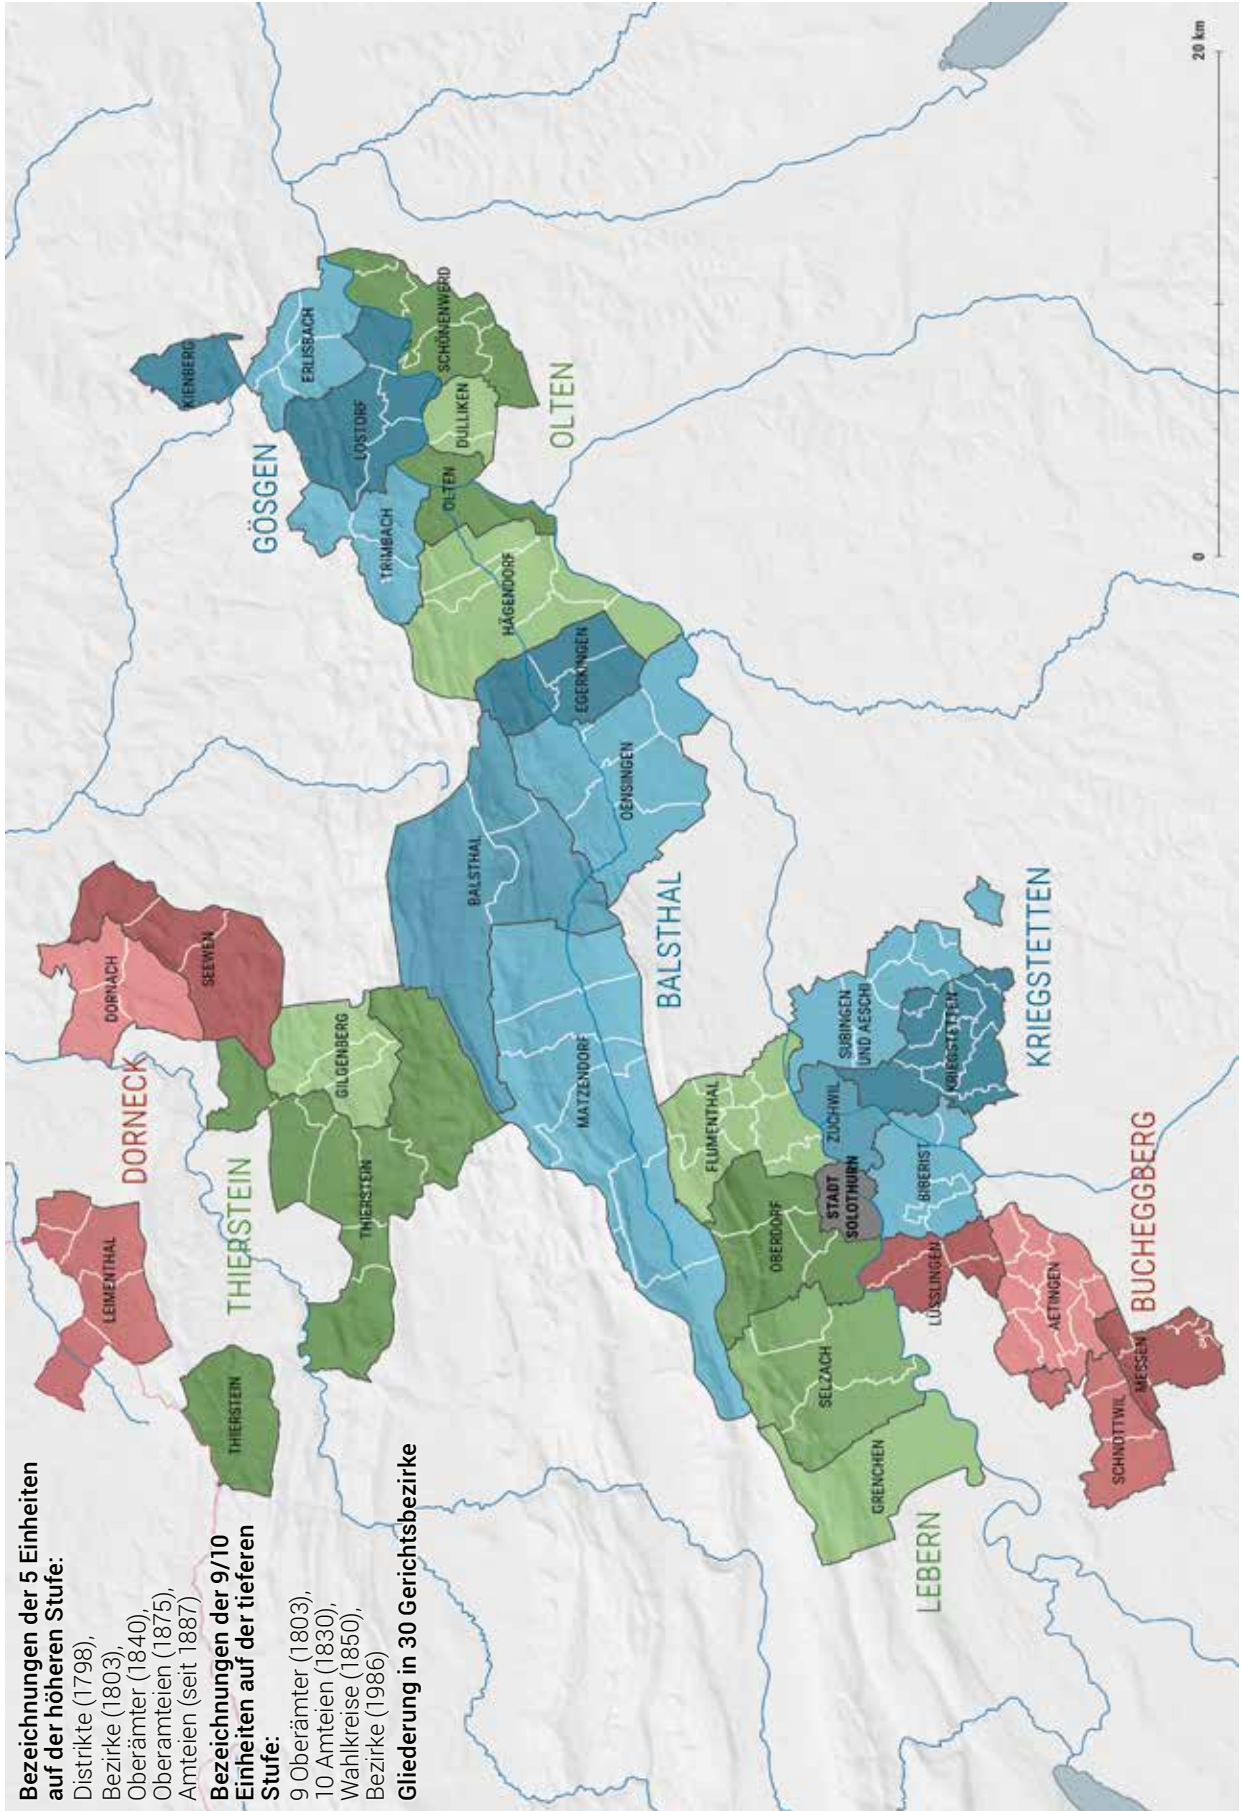 Bezeichnungen der 5 Einheiten
auf der höheren Stufe:
Distrikte (1798),
Bezirke (1803),
Oberämter (1840),
Oberamteien (1875),
Amteien (seit 1887)
Bezeichnungen der 9/10
Einheiten auf der tieferen
Stufe:
9 Oberämter (1803),
10 Amteien (1830),
Wahlkreise (1850),
Bezirke (1986)
Gliederung in 30 Gerichtsbezirke
THIERSTEIN
LEIMENTHAL
DORNECK
DORNACH
SEEWEN
THIERSTEIN
THIERSTEIN
GILGENBERG
GÖSGEN
KIENBERG
ERLISBACH
LOSTORF
TRIMBACH
SCHÖNENWERD
DULLIKEN
OLTEN
OLTEN
HÄGENDORF
EGERKINGEN
OENSINGEN
BALSTHAL
BALSTHAL
MATZENDORF
FLUMENTHAL
OBERDORF
SELZACH
GRENCHEN
LEBERN
STADT
SOLOTHURN
ZUCHWIL
SUBINGEN
UND AESCHI
KRIEGSTETTEN
KRIEGSTETTEN
BIBERIST
LÜSSLINGEN
AETINGEN
BUCHEGGBERG
MESSEN
SCHNOTTWIL
0
20 km